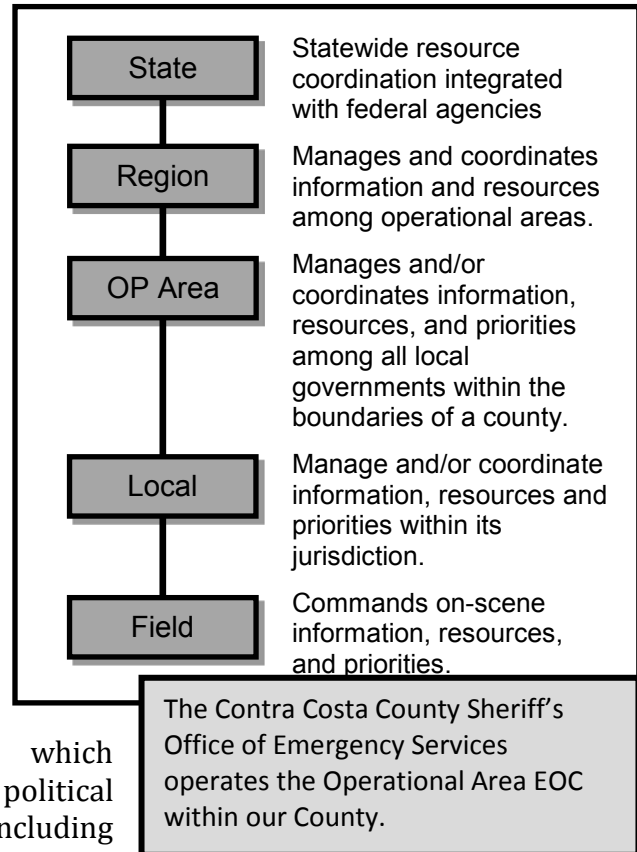 State
Statewide resource
coordination integrated
with federal agencies
Region
Manages and coordinates
information and resources
among operational areas.
OP Area
Manages and/or
coordinates information,
resources, and priorities
among all local
governments within the
boundaries of a county.
Local
Manage and/or coordinate
information, resources and
priorities within its
jurisdiction.
Field
Commands on-scene
information, resources,
and priorities.
The Contra Costa County Sheriff's
Office of Emergency Services
operates the Operational Area EOC
within our County.
which
political
ncluding